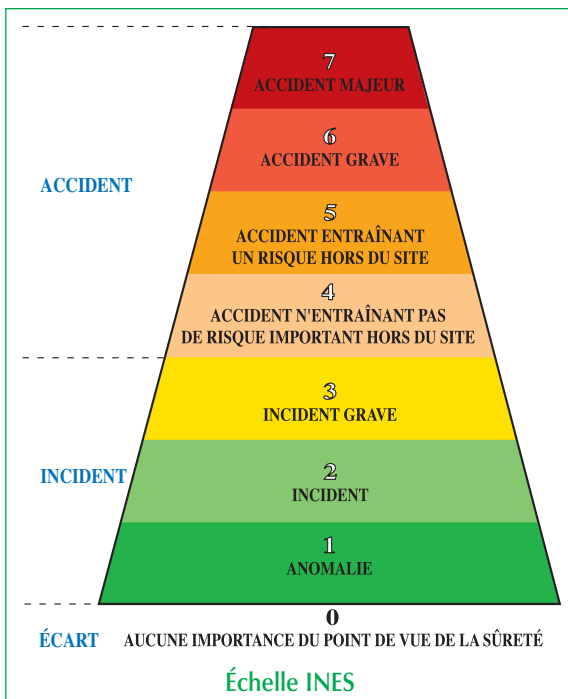 7
ACCIDENT MAJEUR
6
ACCIDENT GRAVE
ACCIDENT
5
ACCIDENT ENTRAÎNANT
UN RISQUE HORS DU SITE
4
ACCIDENT N'ENTRAÎNANT PAS
DE RISQUE IMPORTANT HORS DU SITE
3
INCIDENT GRAVE
INCIDENT
2
INCIDENT
1
ANOMALIE
0
ÉCART
AUCUNE IMPORTANCE DU POINT DE VUE DE LA SÛRETÉ
Échelle INES